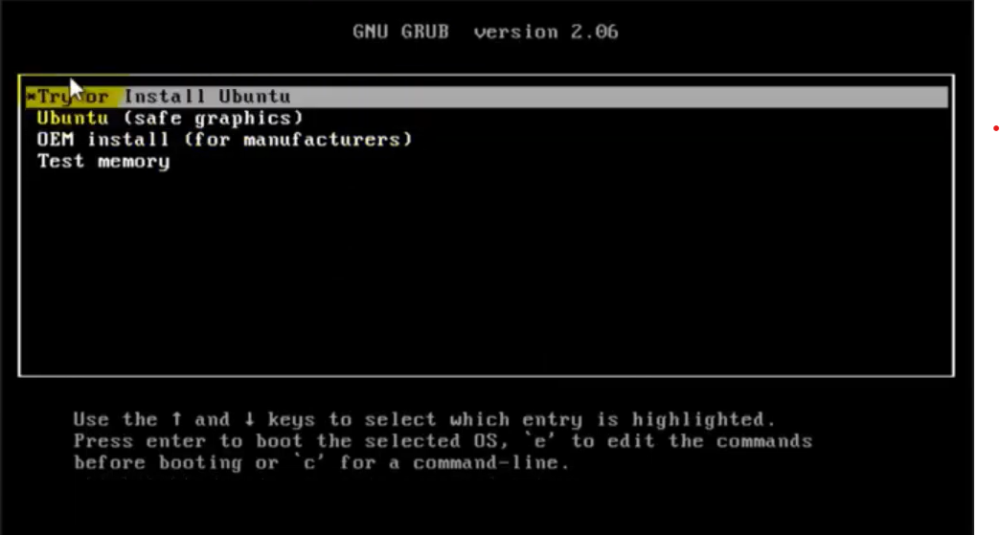 GNU GRUB version 2.06
*Try or Install Ubuntu
Ubuntu (safe graphics)
OEM install (for manufacturers)
Test memory
Use the ↑ and ↓ keys to select which entry is highlighted.
Press enter to boot the selected OS, `e' to edit the commands
before booting or `c' for a command-line.